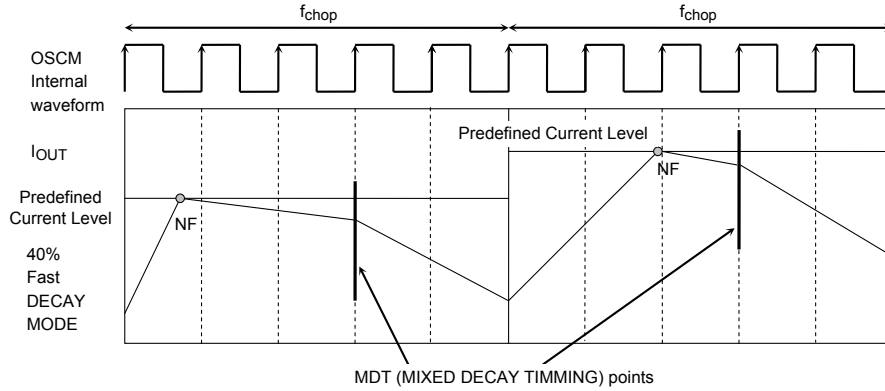 fchop
fchop
OSCM
Internal
waveform
Predefined Current Level
IOUT
NF
Predefined
Current Level
NF
40%
Fast
DECAY
MODE
MDT (MIXED DECAY TIMMING) points